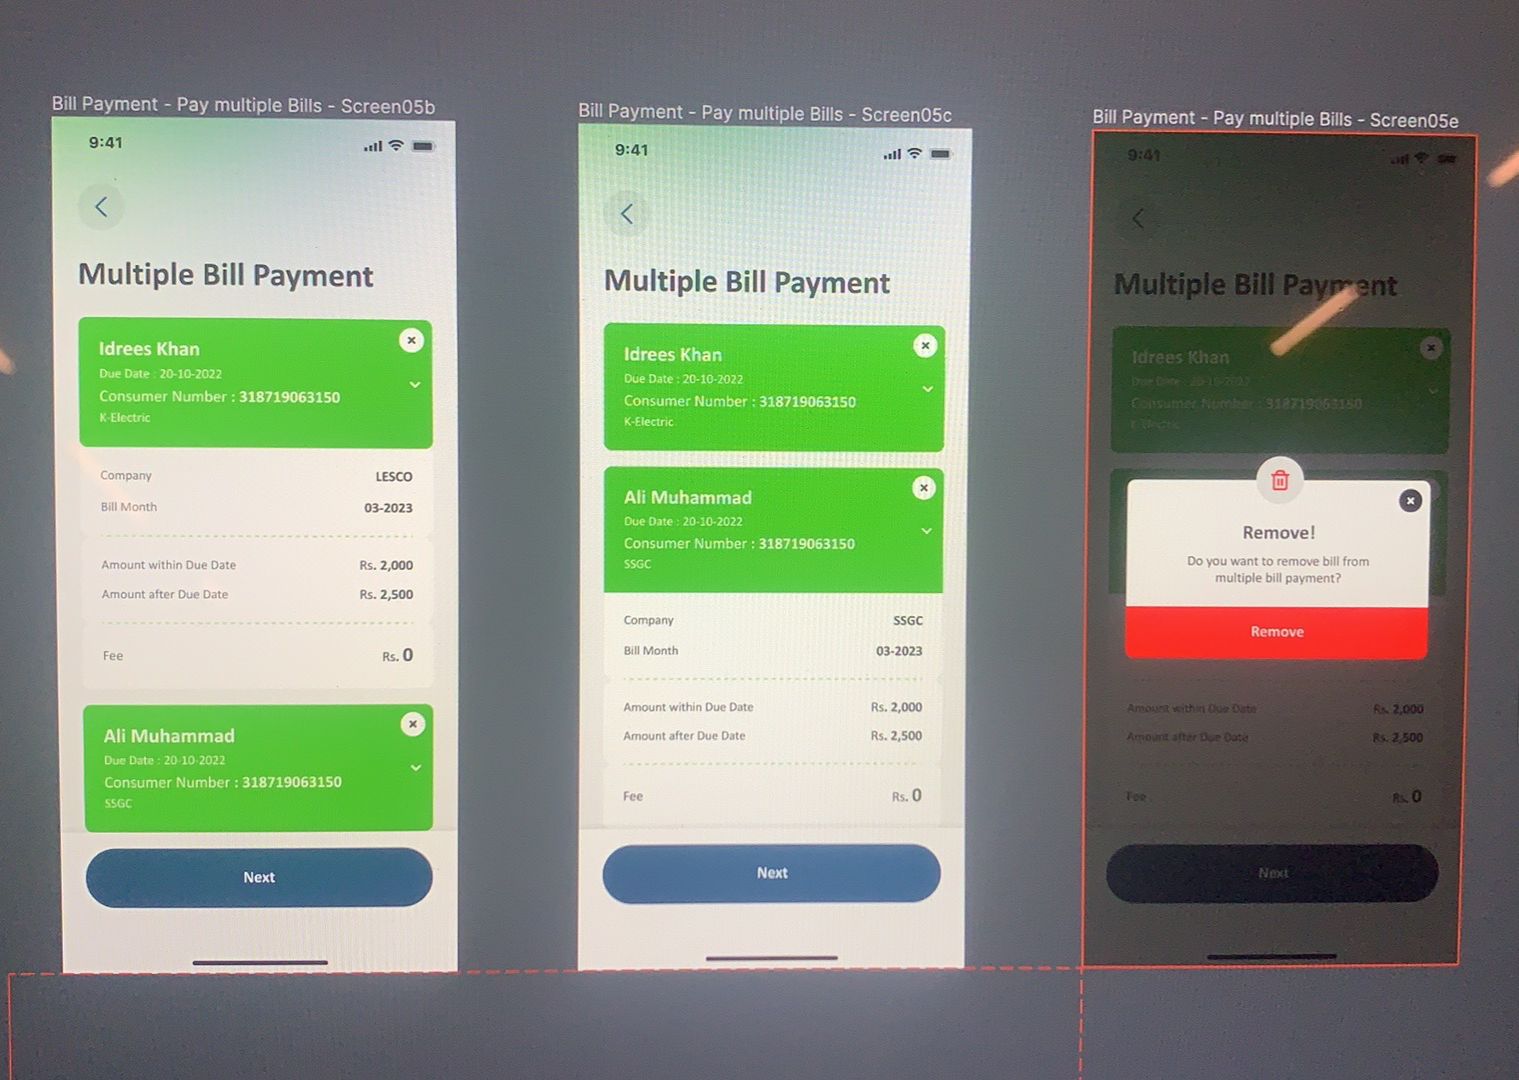 Bill Payment - Pay multiple Bills - Screen05b
9:41
Multiple Bill Payment
Idrees Khan
Due Date : 20-10-2022
Consumer Number : 318719063150
K-Electric
Company LESCO
Bill Month 03-2023
Amount within Due Date Rs. 2,000
Amount after Due Date Rs. 2,500
Fee Rs. 0
Ali Muhammad
Due Date : 20-10-2022
Consumer Number : 318719063150
SSGC
Next
Bill Payment - Pay multiple Bills - Screen05c
9:41
Multiple Bill Payment
Idrees Khan
Due Date : 20-10-2022
Consumer Number : 318719063150
K-Electric
Ali Muhammad
Due Date : 20-10-2022
Consumer Number : 318719063150
SSGC
Company SSGC
Bill Month 03-2023
Amount within Due Date Rs. 2,000
Amount after Due Date Rs. 2,500
Fee Rs. 0
Next
Bill Payment - Pay multiple Bills - Screen05e
9:41
Multiple Bill Payment
Idrees Khan
Due Date : 20-10-2022
Consumer Number : 318719063150
K-Electric
Remove!
Do you want to remove bill from
multiple bill payment?
Remove
Amount within Due Date Rs. 2,000
Amount after Due Date Rs. 2,500
Fee Rs. 0
Next